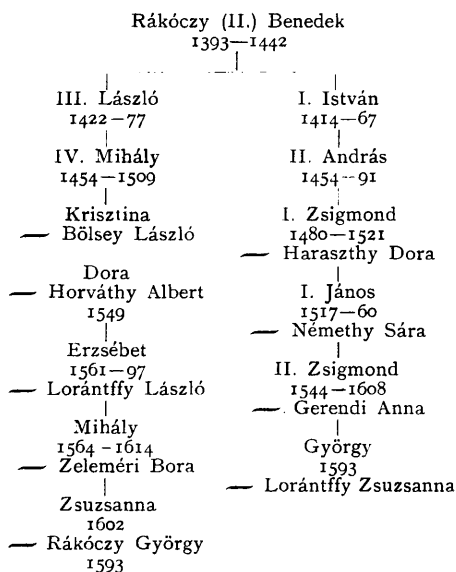 Rákóczy (II.) Benedek
1393—1442
III. László
1422—77
IV. Mihály
1454—1509
Krisztina
— Bölsey László
Dora
— Horváthy Albert
1549
Erzsébet
1561—97
— Lorántffy László
Mihály
1564-1614
— Zeleméri Bora
Zsuzsanna
1602
— Rákóczy György
1593
I. István
1414—67
II. András
1454—91
I. Zsigmond
1480—1521
— Haraszthy Dora
I. János
1517—60
— Némethy Sára
II. Zsigmond
1544—1608
— Gerendi Anna
György
1593
— Lorántffy Zsuzsanna